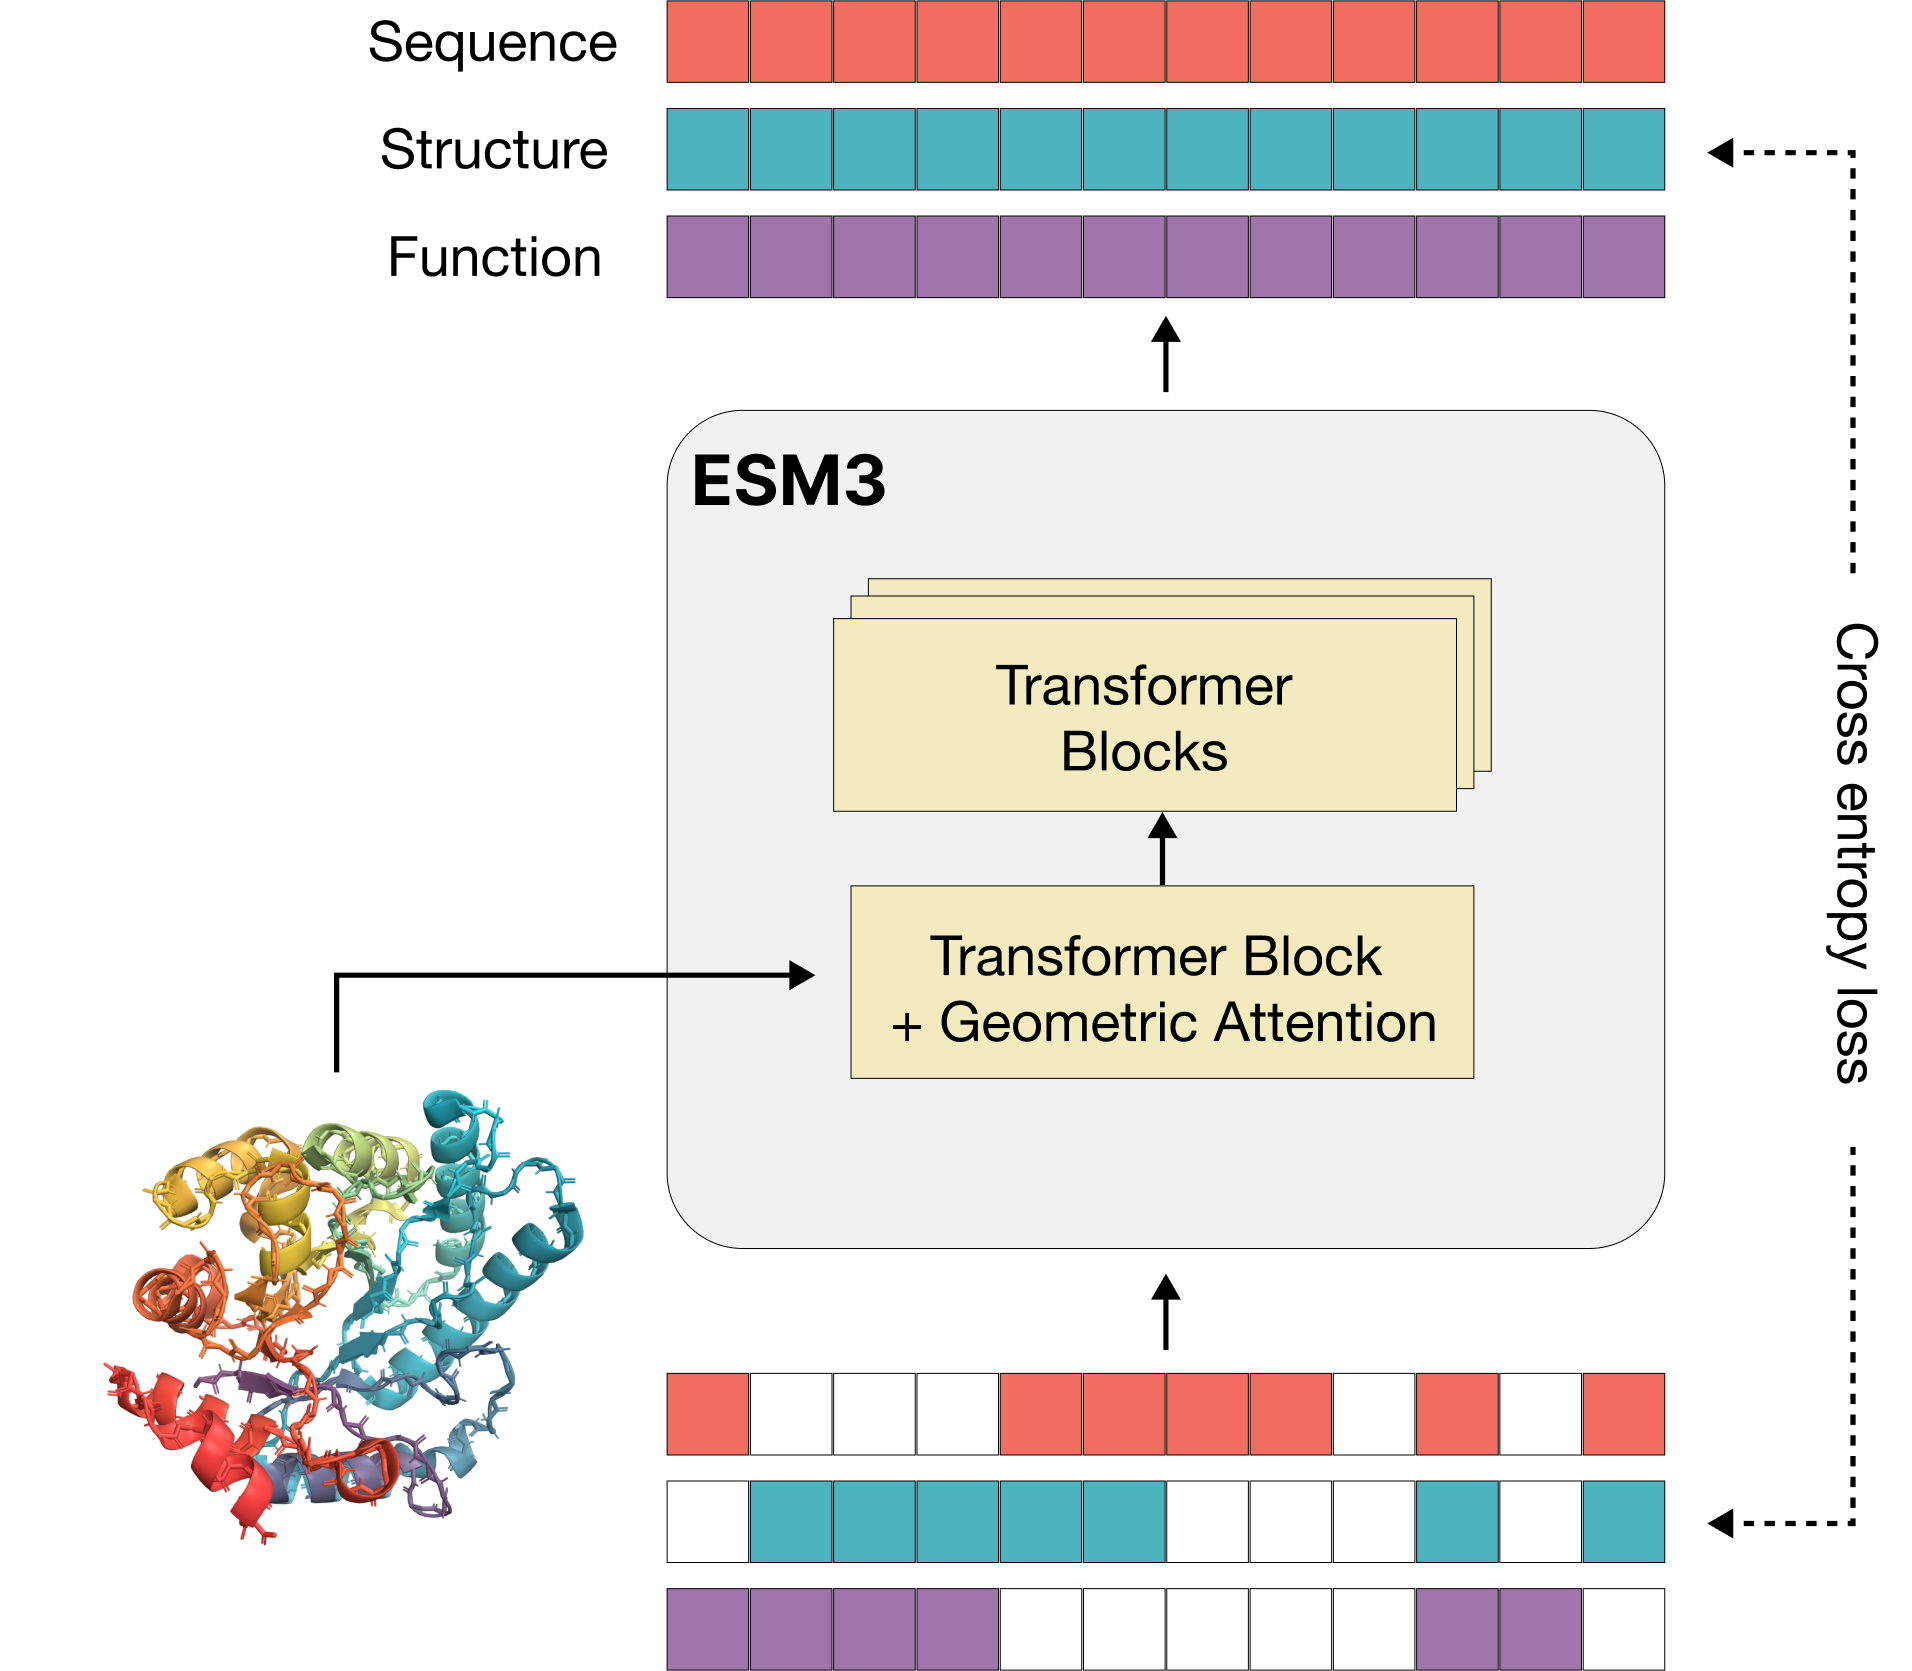 Sequence
Structure
Function
ESM3
Transformer
Blocks
Transformer Block
+ Geometric Attention
Cross entropy loss